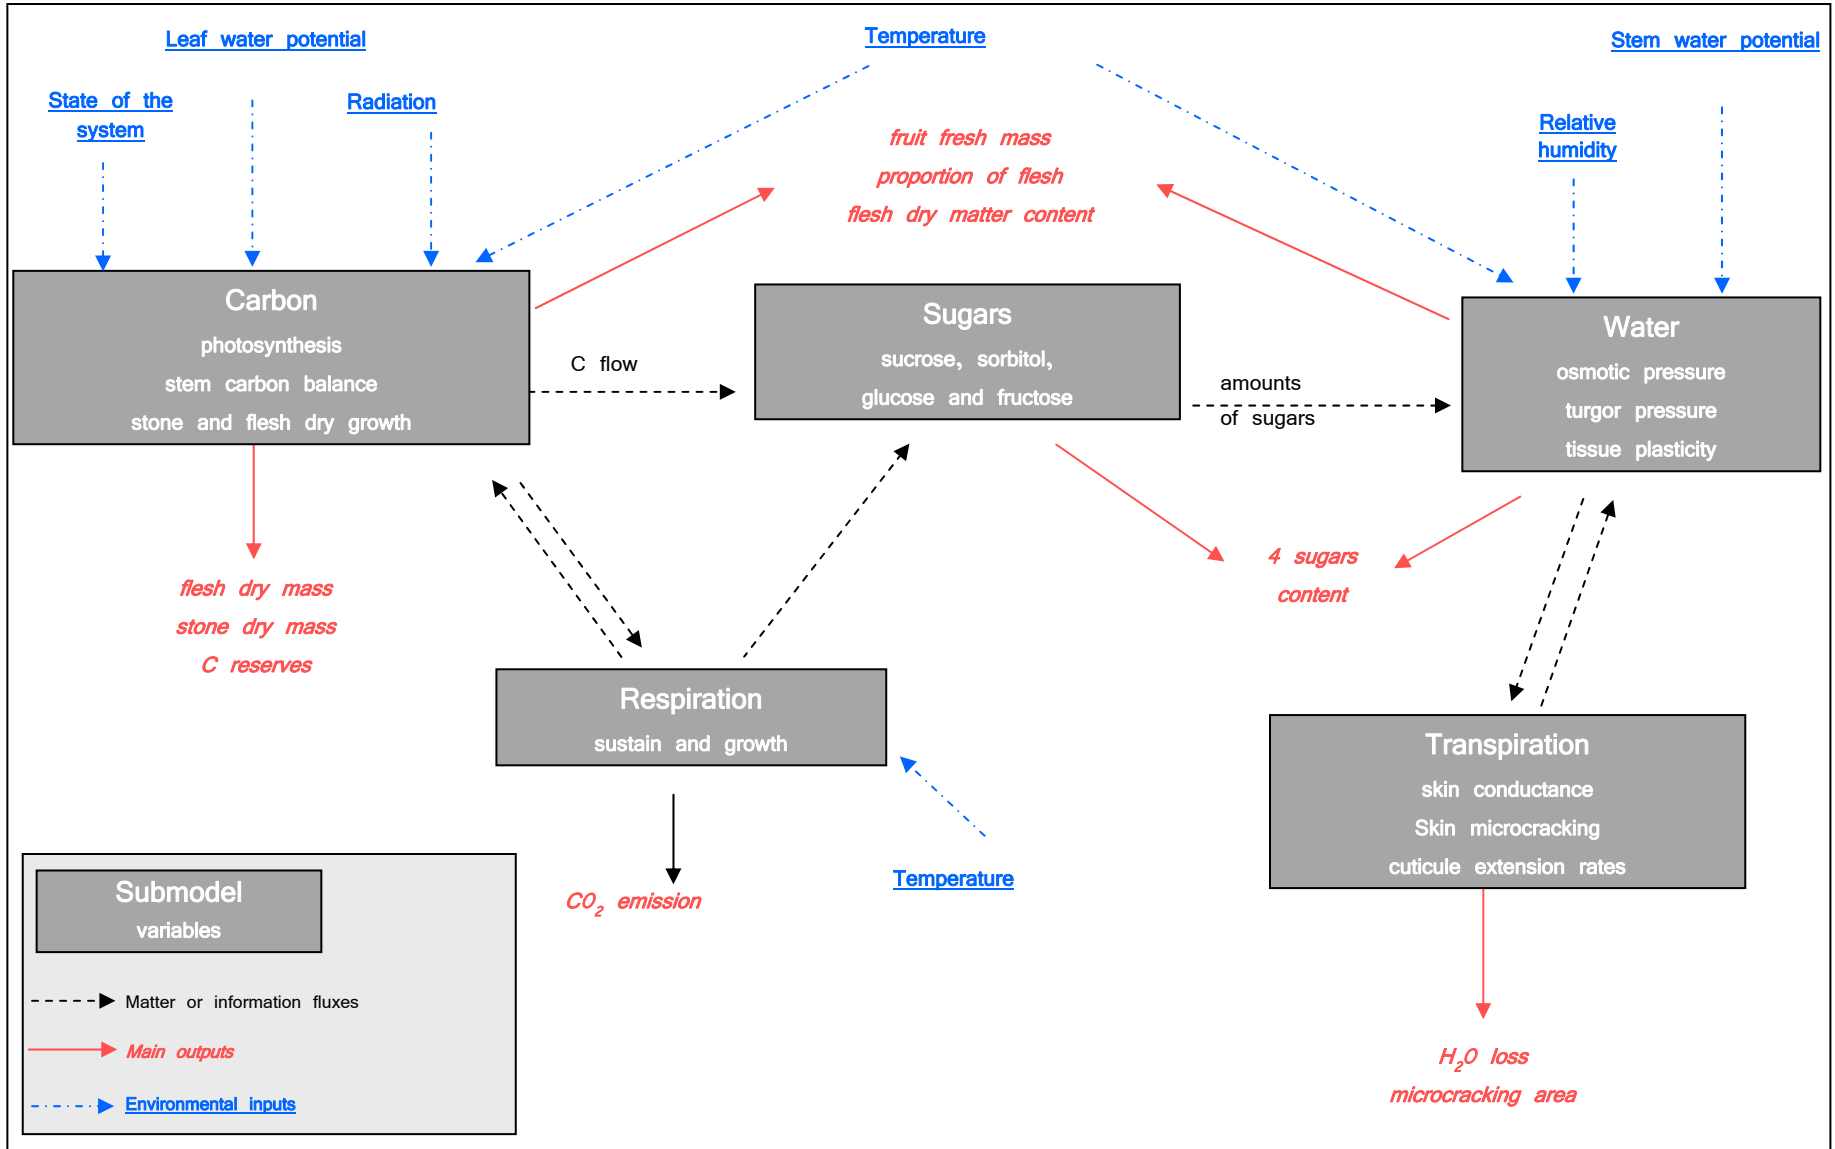 Leaf water potential
Temperature
Stem water potential
State of the
system
Radiation
Relative
humidity
fruit fresh mass
proportion of flesh
flesh dry matter content
Carbon
photosynthesis
stem carbon balance
stone and flesh dry growth
C flow
Sugars
sucrose, sorbitol,
glucose and fructose
amounts
of sugars
Water
osmotic pressure
turgor pressure
tissue plasticity
flesh dry mass
stone dry mass
C reserves
4 sugars
content
Respiration
sustain and growth
Transpiration
skin conductance
Skin microcracking
cuticule extension rates
Temperature
CO2 emission
H2O loss
microcracking area
Submodel
variables
Matter or information fluxes
Main outputs
Environmental inputs